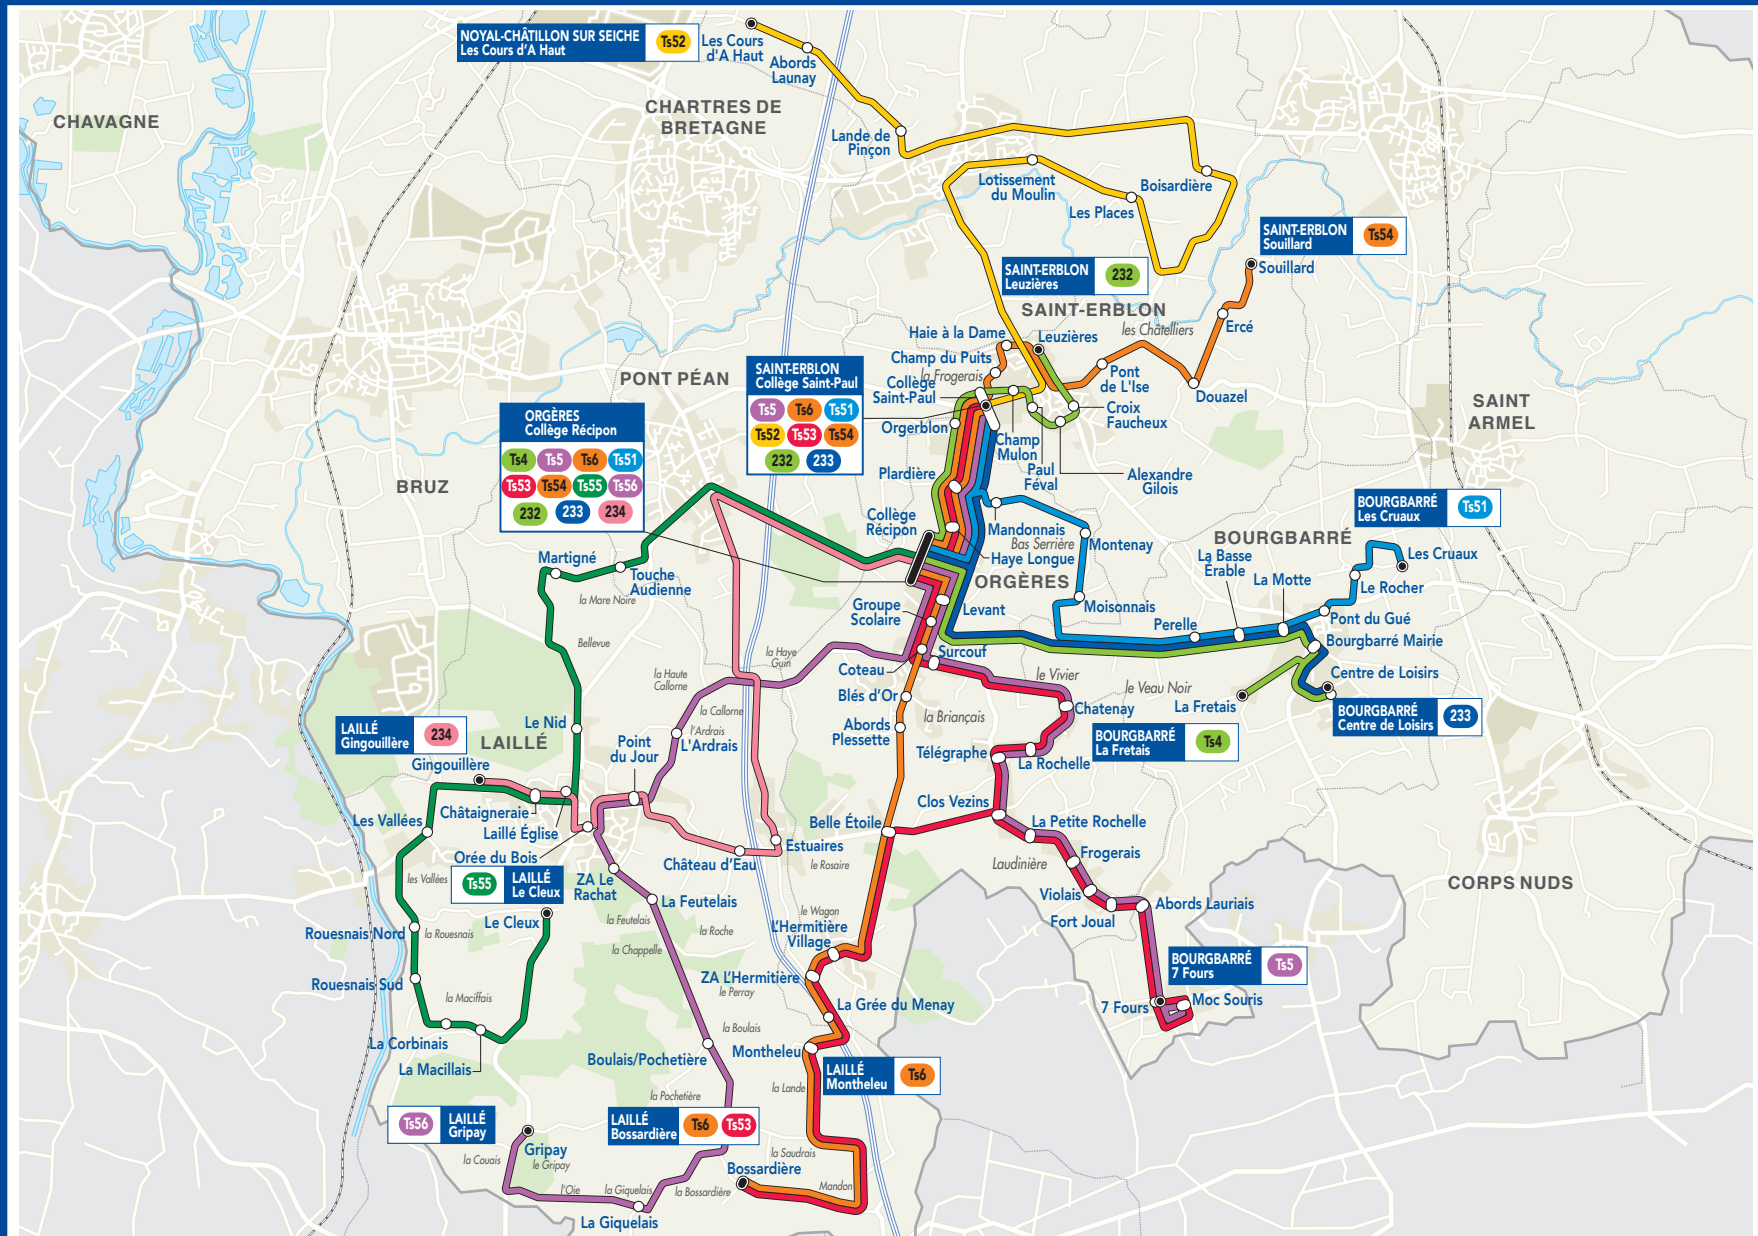 NOYAL-CHÂTILLON SUR SEICHE
Les Cours d'A Haut
Ts52
Les Cours
d'A Haut
Abords
Launay
CHAVAGNE
CHARTRES DE
BRETAGNE
Lande de
Pinçon
Lotissement
du Moulin
Boisardière
Les Places
SAINT-ERBLON
Souillard
Ts54
Souillard
SAINT-ERBLON
Leuzières
232
SAINT-ERBLON
les Châtelliers
Ercé
Haie à la Dame
Leuzières
Champ du Puits
la Frogerais
Pont
de L'Ise
Douazel
Collège
Saint-Paul
Croix
Faucheux
Orgerblon
Champ
Mulon
Paul
Féval
Alexandre
Gilois
SAINT-ERBLON
Collège Saint-Paul
Ts5 Ts6 Ts51
Ts52 Ts53 Ts54
232 233
PONT PÉAN
ORGÈRES
Collège Récipon
Ts4 Ts5 Ts6 Ts51
Ts53 Ts54 Ts55 Ts56
232 233 234
SAINT
ARMEL
BRUZ
Plardière
Collège
Récipon
Mandonnais
Bas Serrière
Haye Longue
Montenay
ORGÈRES
BOURGBARRÉ
Les Cruaux
Ts51
BOURGBARRÉ
La Basse
Érable
La Motte
Les Cruaux
Le Rocher
Martigné
Touche
Audienne
la Mare Noire
Bellevue
Groupe
Scolaire
Levant
Moisonnais
Perelle
Pont du Gué
Bourgbarré Mairie
Centre de Loisirs
Surcouf
Coteau
la Haye
Guin
la Haute
Callorne
la Callorne
le Vivier
le Veau Noir
La Fretais
Blés d'Or
la Briançais
Chatenay
Abords
Plessette
BOURGBARRÉ
Centre de Loisirs
233
BOURGBARRÉ
La Fretais
Ts4
LAILLÉ
Gingouillère
234
LAILLÉ
Le Nid
Point
du Jour
l'Ardrais
L'Ardrais
Télégraphe
La Rochelle
Gingouillère
Châtaigneraie
Les Vallées
Laillé Église
Orée du Bois
Clos Vezins
Belle Étoile
La Petite Rochelle
Frogerais
Estuaires
Château d'Eau
le Rosaire
Laudinière
Violais
Fort Joual
Abords Lauriais
CORPS NUDS
Ts55
LAILLÉ
Le Cleux
les Vallées
ZA Le
Rachat
La Feutelais
la Feutelais
Le Cleux
Rouesnais Nord
la Rouesnais
la Chappelle
la Roche
le Wagon
L'Hermitière
Village
Rouesnais Sud
la Maciffais
ZA L'Hermitière
le Perray
La Grée du Menay
BOURGBARRÉ
7 Fours
Ts5
7 Fours
Moc Souris
la Boulais
La Corbinais
La Macillais
Boulais/Pochetière
Montheleu
la Lande
LAILLÉ
Montheleu
Ts6
la Pochetière
Ts56
LAILLÉ
Gripay
LAILLÉ
Bossardière
Ts6 Ts53
Gripay
le Gripay
la Couais
la Saudrais
Bossardière
l'Oie
la Giquelais
la Bossardière
Mandon
La Giquelais